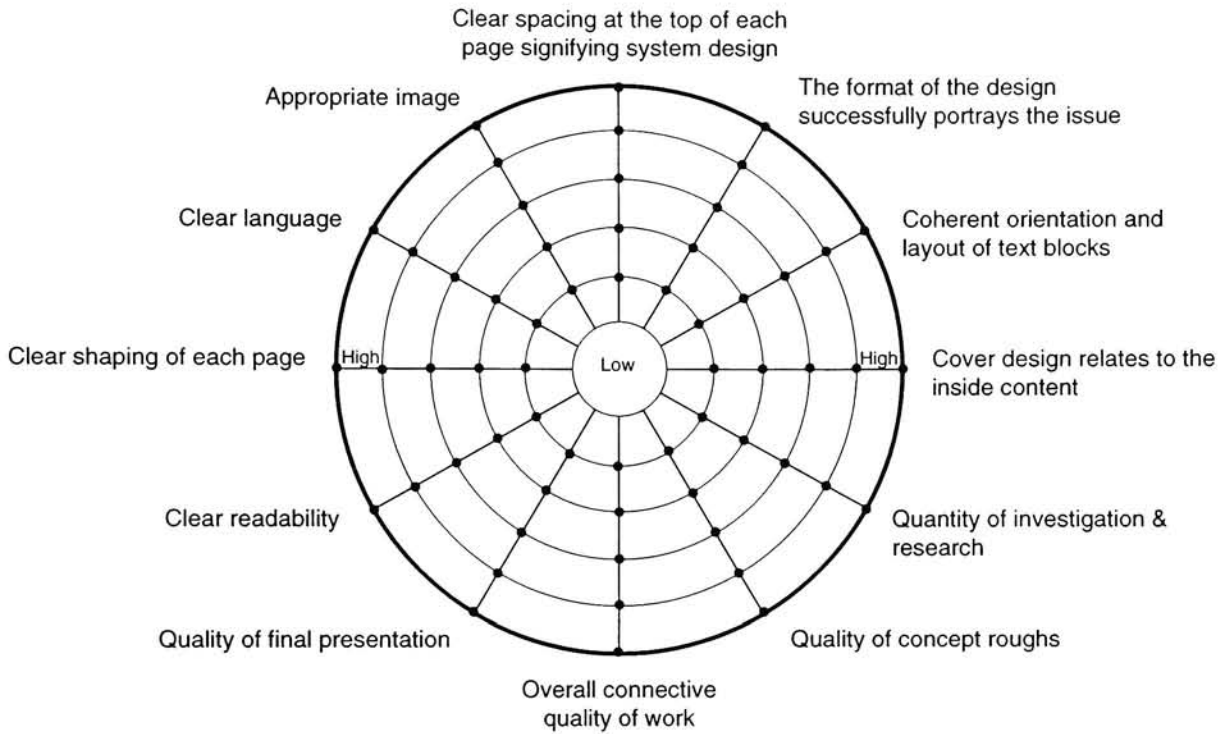 Clear spacing at the top of each
page signifying system design
Appropriate image
The format of the design
successfully portrays the issue
Clear language
Coherent orientation and
layout of text blocks
Clear shaping of each page
High
Low
High
Cover design relates to the
inside content
Clear readability
Quantity of investigation &
research
Quality of final presentation
Quality of concept roughs
Overall connective
quality of work